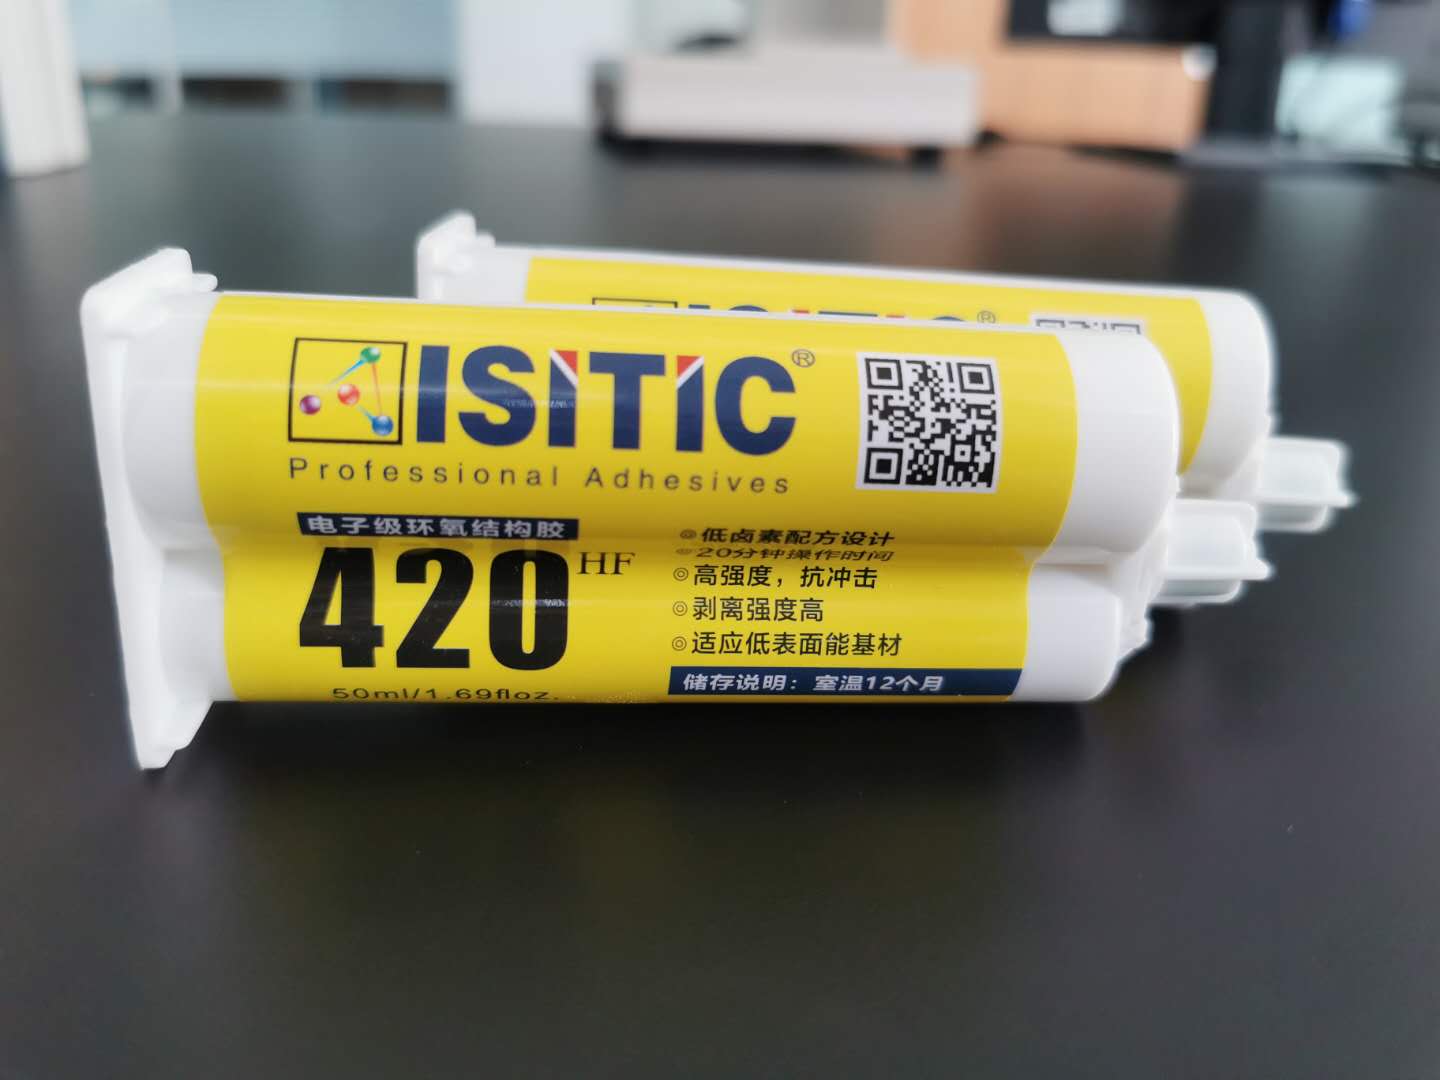 ISITIC®
Professional Adhesives
电子级环氧结构胶
420HF
50ml/1.69floz.
◎低卤素配方设计
◎20分钟操作时间
◎高强度，抗冲击
◎剥离强度高
◎适应低表面能基材
储存说明：室温12个月
ISITIC®